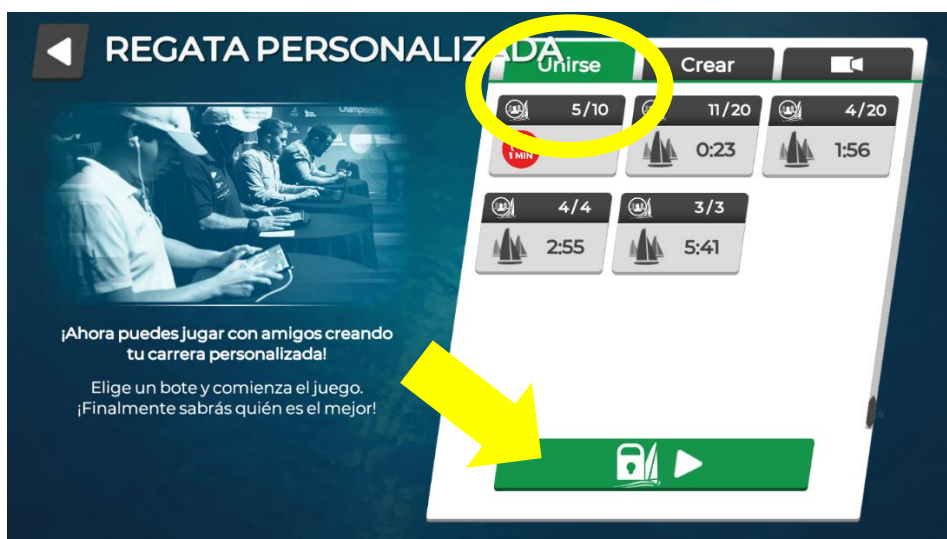 REGATA PERSONALIZADA
Unirse
Crear
5/10
11/20
4/20
1 MIN
0:23
1:56
4/4
3/3
2:55
5:41
¡Ahora puedes jugar con amigos creando
tu carrera personalizada!
Elige un bote y comienza el juego.
¡Finalmente sabrás quién es el mejor!